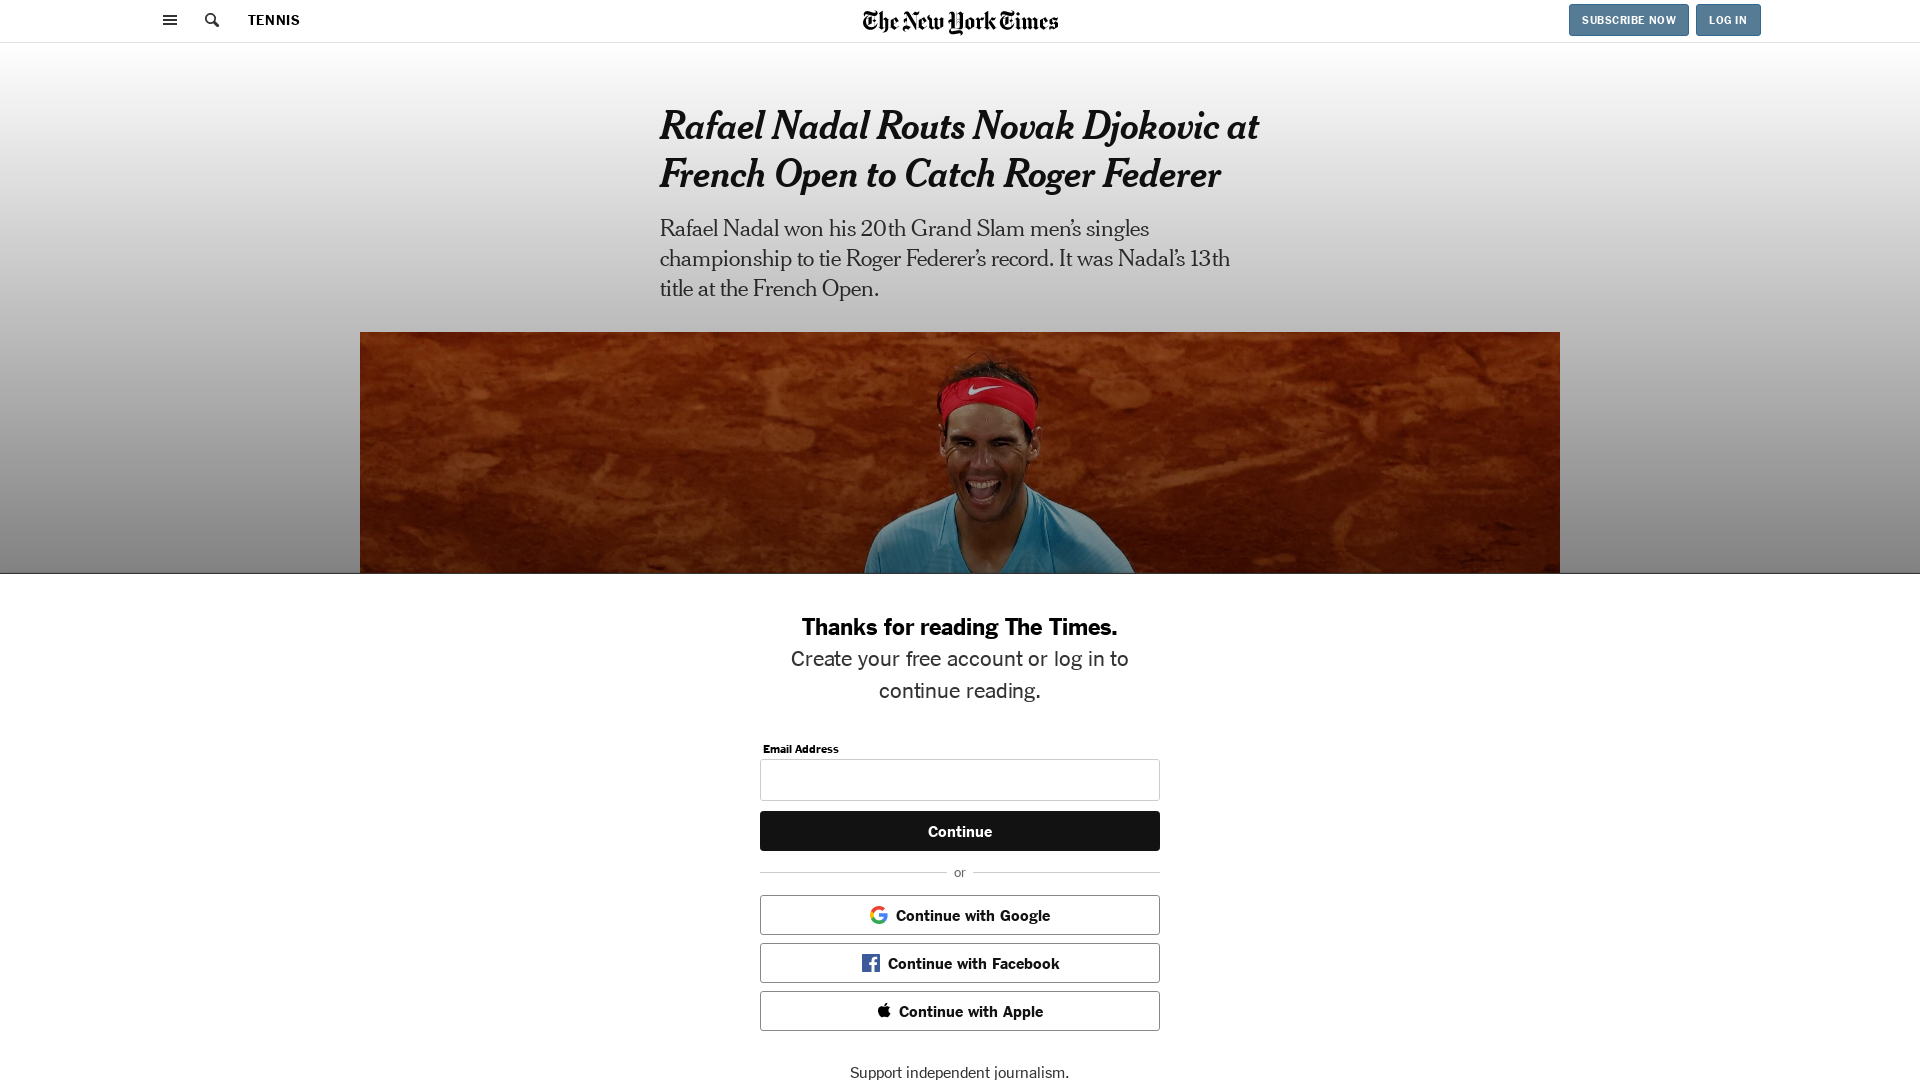 TENNIS
The New York Times
SUBSCRIBE NOW
LOG IN
Rafael Nadal Routs Novak Djokovic at
French Open to Catch Roger Federer
Rafael Nadal won his 20th Grand Slam men’s singles
championship to tie Roger Federer’s record. It was Nadal’s 13th
title at the French Open.
Thanks for reading The Times.
Create your free account or log in to
continue reading.
Email Address
Continue
or
Continue with Google
Continue with Facebook
Continue with Apple
Support independent journalism.